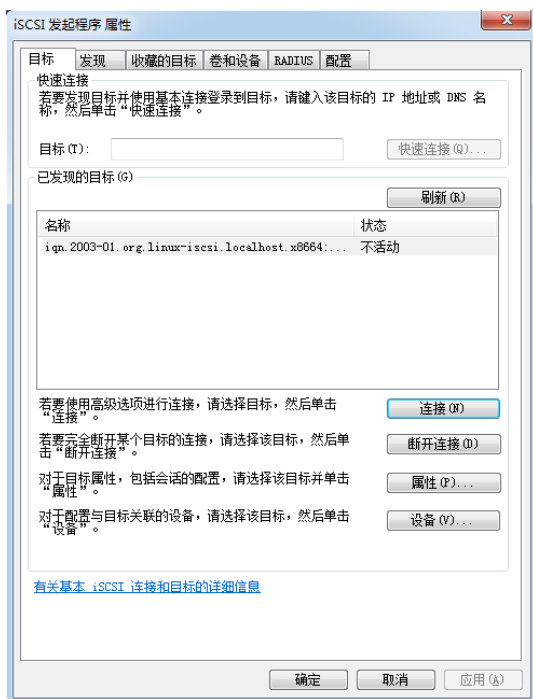 iSCSI 发起程序 属性
目标 发现 收藏的目标 卷和设备 RADIUS 配置
快速连接
若要发现目标并使用基本连接登录到目标，请键入该目标的 IP 地址或 DNS 名
称，然后单击“快速连接”。
目标(T):
快速连接(Q)...
已发现的目标(G)
刷新(R)
名称 状态
iqn.2003-01.org.linux-iscsi.localhost.x8664:... 不活动
若要使用高级选项进行连接，请选择目标，然后单击
“连接”。
连接(N)
若要完全断开某个目标的连接，请选择该目标，然后单
击“断开连接”。
断开连接(D)
对于目标属性，包括会话的配置，请选择该目标并单击
“属性”。
属性(P)...
对于配置与目标关联的设备，请选择该目标，然后单击
“设备”。
设备(V)...
有关基本 iSCSI 连接和目标的详细信息
确定 取消 应用(A)